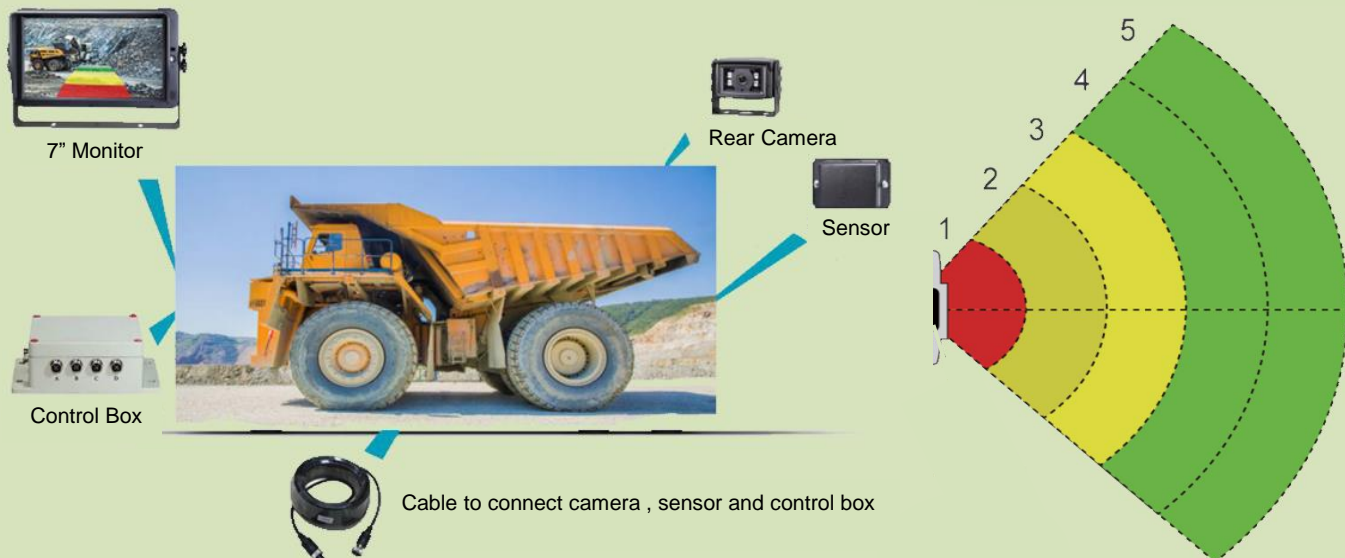 7” Monitor
Rear Camera
Sensor
Control Box
A B C D
Cable to connect camera , sensor and control box
5
4
3
2
1